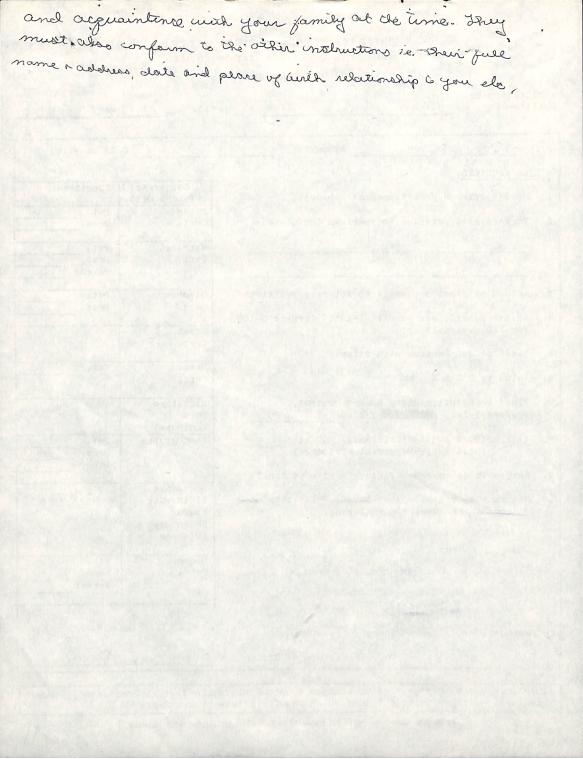 and acquaintance with your family at the time. They
must also conform to the other instructions ie. their full
name + address, date and place of birth relationship to you etc,